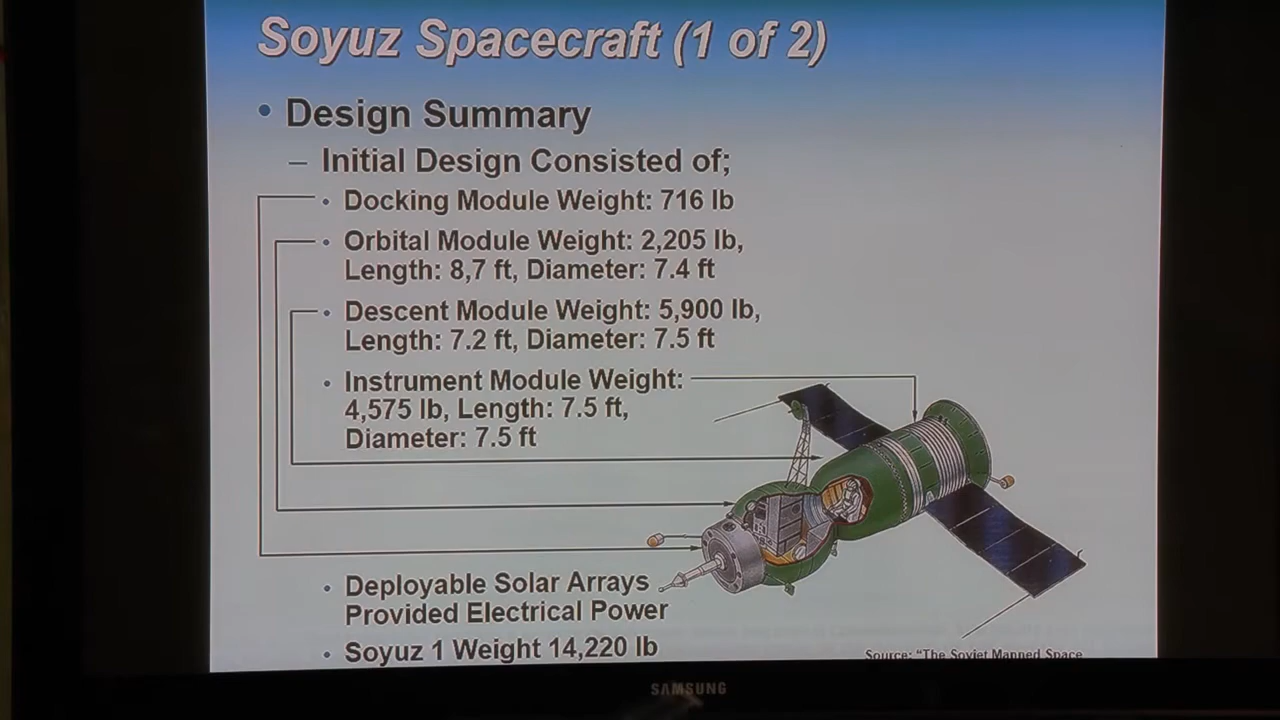 Soyuz Spacecraft (1 of 2)
• Design Summary
– Initial Design Consisted of;
• Docking Module Weight: 716 lb
• Orbital Module Weight: 2,205 lb,
Length: 8,7 ft, Diameter: 7.4 ft
• Descent Module Weight: 5,900 lb,
Length: 7.2 ft, Diameter: 7.5 ft
• Instrument Module Weight:
4,575 lb, Length: 7.5 ft,
Diameter: 7.5 ft
• Deployable Solar Arrays
Provided Electrical Power
• Soyuz 1 Weight 14,220 lb
Source: "The Soviet Manned Space
SAMSUNG